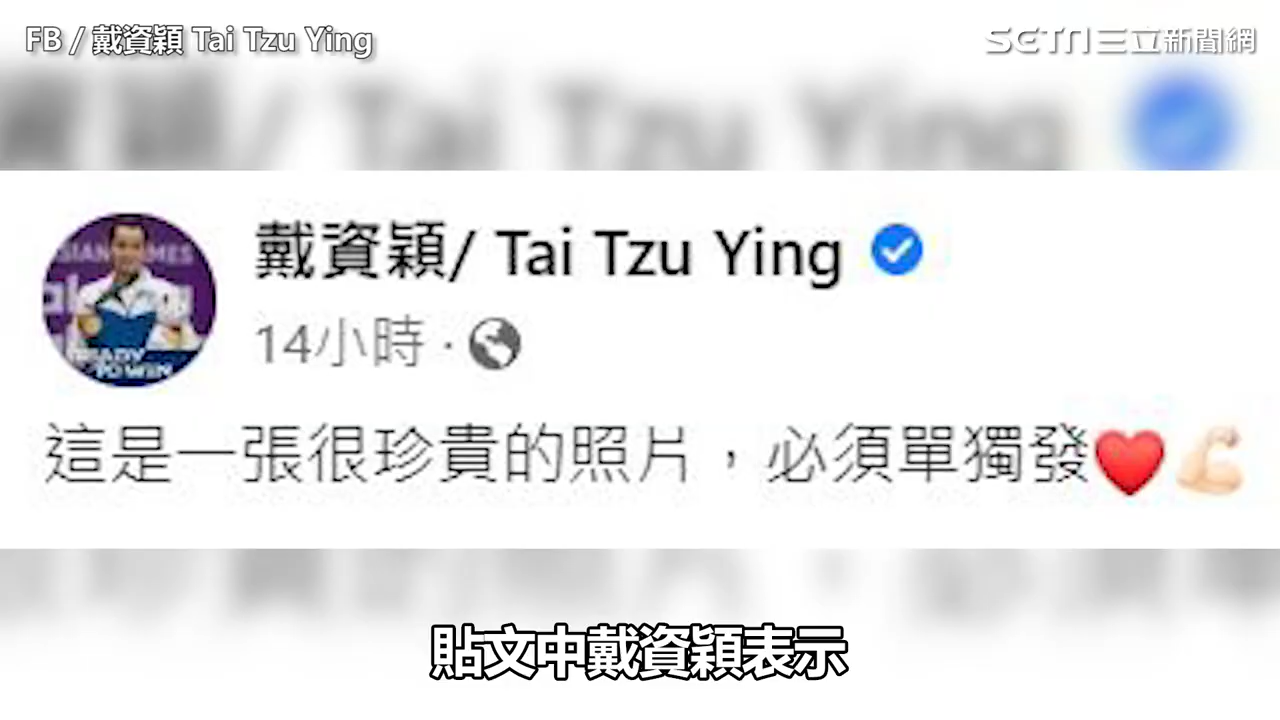 FB / 戴資穎 Tai Tzu Ying
SETN三立新聞網
戴資穎/ Tai Tzu Ying
14小時 ·
這是一張很珍貴的照片，必須單獨發❤️💪🏻
貼文中戴資穎表示